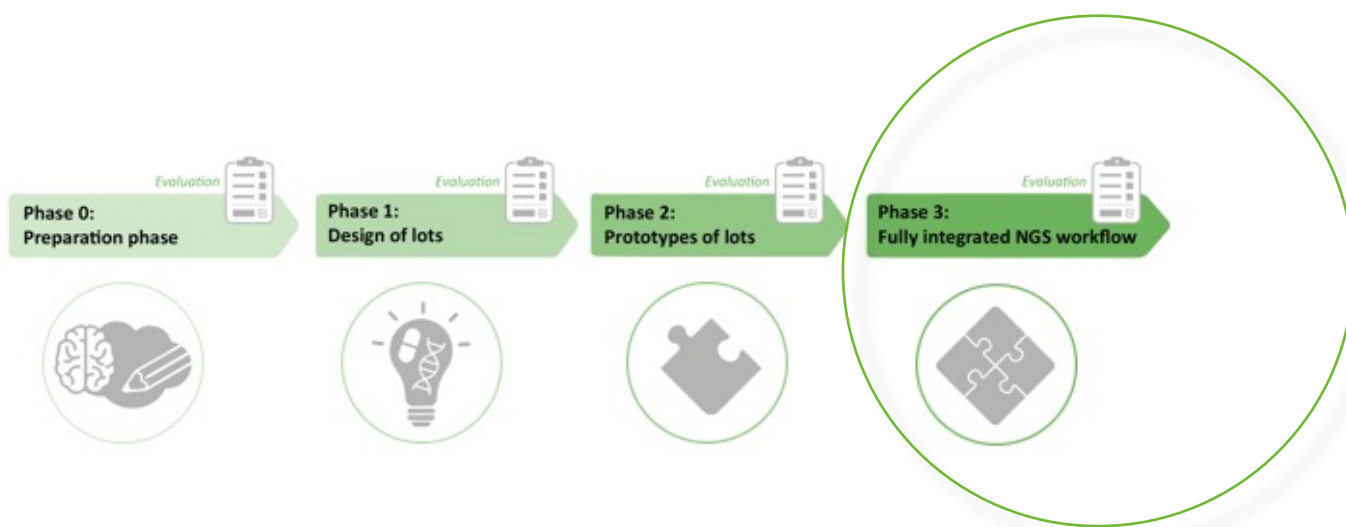 Evaluation
Phase 0:
Preparation phase
Evaluation
Phase 1:
Design of lots
Evaluation
Phase 2:
Prototypes of lots
Evaluation
Phase 3:
Fully integrated NGS workflow